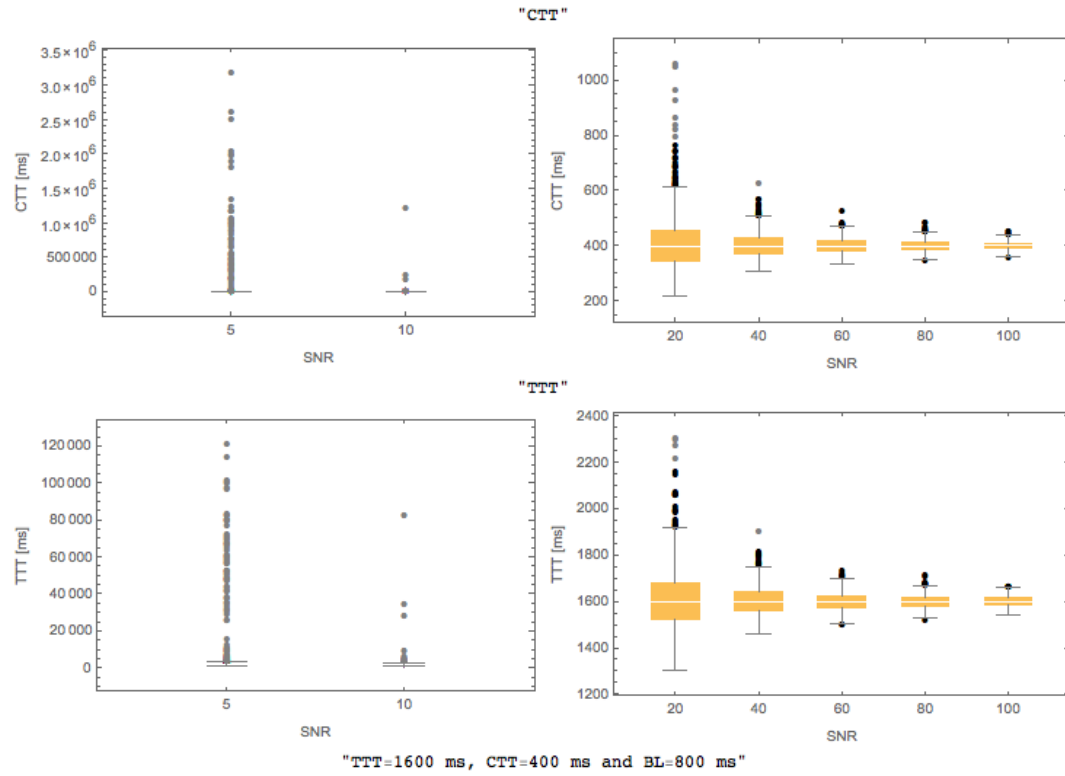 "CTT"
3.5×10⁶
3.0×10⁶
2.5×10⁶
2.0×10⁶
1.5×10⁶
1.0×10⁶
500 000
0
CTT [ms]
5 10
SNR
1000
800
600
400
200
CTT [ms]
20 40 60 80 100
SNR
"TTT"
120 000
100 000
80 000
60 000
40 000
20 000
0
TTT [ms]
5 10
SNR
2400
2200
2000
1800
1600
1400
1200
TTT [ms]
20 40 60 80 100
SNR
"TTT=1600 ms, CTT=400 ms and BL=800 ms"